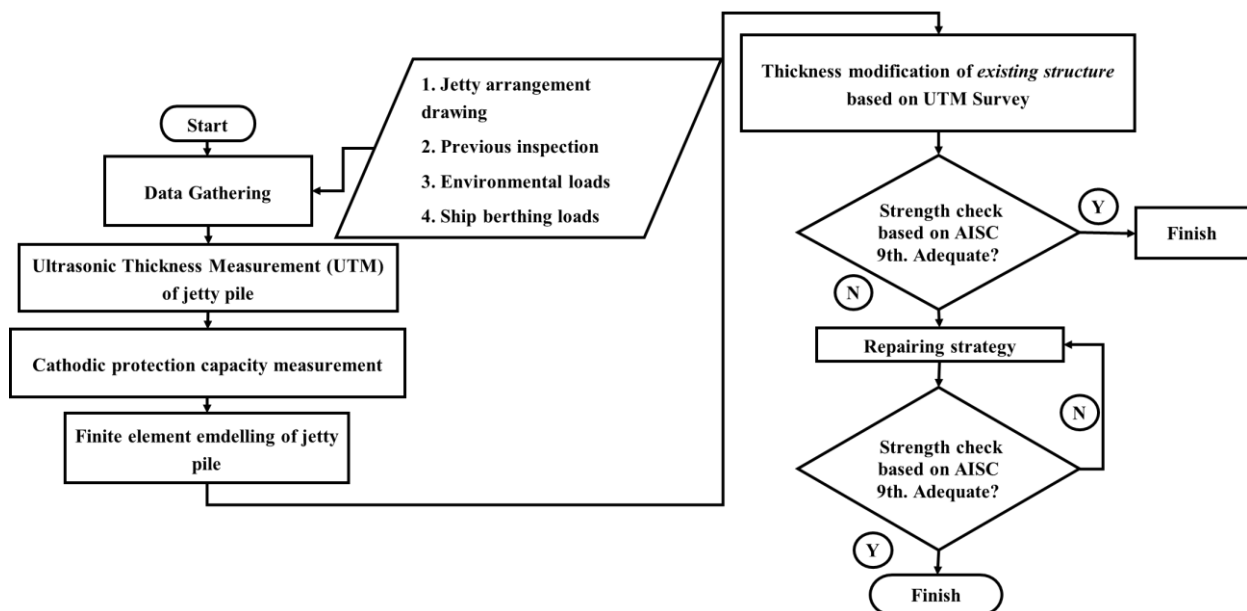 Start
Data Gathering
1. Jetty arrangement
drawing
2. Previous inspection
3. Environmental loads
4. Ship berthing loads
Ultrasonic Thickness Measurement (UTM)
of jetty pile
Cathodic protection capacity measurement
Finite element emdelling of jetty
pile
Thickness modification of existing structure
based on UTM Survey
Strength check
based on AISC
9th. Adequate?
Y
Finish
N
Repairing strategy
N
Strength check
based on AISC
9th. Adequate?
Y
Finish